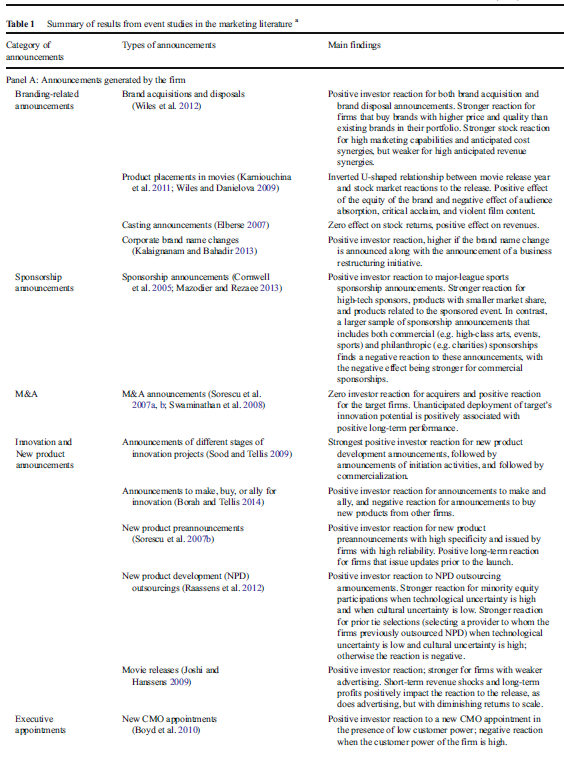 Table 1 Summary of results from event studies in the marketing literature a
Category of announcements Types of announcements Main findings
Panel A: Announcements generated by the firm
Branding-related announcements
Brand acquisitions and disposals
(Wiles et al. 2012)
Positive investor reaction for both brand acquisition and
brand disposal announcements. Stronger reaction for
firms that buy brands with higher price and quality than
existing brands in their portfolio. Stronger stock reaction
for high marketing capabilities and anticipated cost
synergies, but weaker for high anticipated revenue
synergies.
Product placements in movies (Karniouchina
et al. 2011; Wiles and Danielova 2009)
Inverted U-shaped relationship between movie release year
and stock market reactions to the release. Positive effect
of the equity of the brand and negative effect of audience
absorption, critical acclaim, and violent film content.
Casting announcements (Elberse 2007)
Zero effect on stock returns, positive effect on revenues.
Corporate brand name changes
(Kalaignanam and Bahadir 2013)
Positive investor reaction, higher if the brand name change
is announced along with the announcement of a business
restructuring initiative.
Sponsorship
announcements
Sponsorship announcements (Cornwell
et al. 2005; Mazodier and Rezaee 2013)
Positive investor reaction to major-league sports
sponsorship announcements. Stronger reaction for
high-tech sponsors, products with smaller market share,
and products related to the sponsored event. In contrast,
a larger sample of sponsorship announcements that
includes both commercial (e.g. high-class arts, events,
sports) and philanthropic (e.g. charities) sponsorships
finds a negative reaction to these announcements, with
the negative effect being stronger for commercial
sponsorships.
M&A
M&A announcements (Sorescu et al.
2007a, b; Swaminathan et al. 2008)
Zero investor reaction for acquirers and positive reaction
for the target firms. Unanticipated deployment of target's
innovation potential is positively associated with
positive long-term performance.
Innovation and
New product
announcements
Announcements of different stages of
innovation projects (Sood and Tellis 2009)
Strongest positive investor reaction for new product
development announcements, followed by
announcements of initiation activities, and followed by
commercialization.
Announcements to make, buy, or ally for
innovation (Borah and Tellis 2014)
Positive investor reaction for announcements to make and
ally, and negative reaction for announcements to buy
new products from other firms.
New product preannouncements
(Sorescu et al. 2007b)
Positive investor reaction for new product
preannouncements with high specificity and issued by
firms with high reliability. Positive long-term reaction
for firms that issue updates prior to the launch.
New product development (NPD)
outsourcings (Raassens et al. 2012)
Positive investor reaction to NPD outsourcing
announcements. Stronger reaction for minority equity
participations when technological uncertainty is high
and when cultural uncertainty is low. Stronger reaction
for prior tie selections (selecting a provider to whom the
firms previously outsourced NPD) when technological
uncertainty is low and cultural uncertainty is high;
otherwise the reaction is negative.
Movie releases (Joshi and
Hanssens 2009)
Positive investor reaction; stronger for firms with weaker
advertising. Short-term revenue shocks and long-term
profits positively impact the reaction to the release, as
does advertising, but with diminishing returns to scale.
Executive
appointments
New CMO appointments
(Boyd et al. 2010)
Positive investor reaction to a new CMO appointment in
the presence of low customer power; negative reaction
when the customer power of the firm is high.